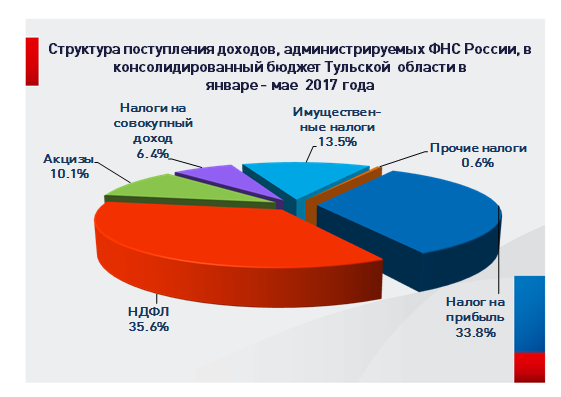 Структура поступления доходов, администрируемых ФНС России, в
консолидированный бюджет Тульской области в
январе - мае 2017 года
Налоги на
совокупный
доход
6.4%
Имуществен-
ные налоги
13.5%
Прочие налоги
0.6%
Акцизы
10.1%
НДФЛ
35.6%
Налог на
прибыль
33.8%